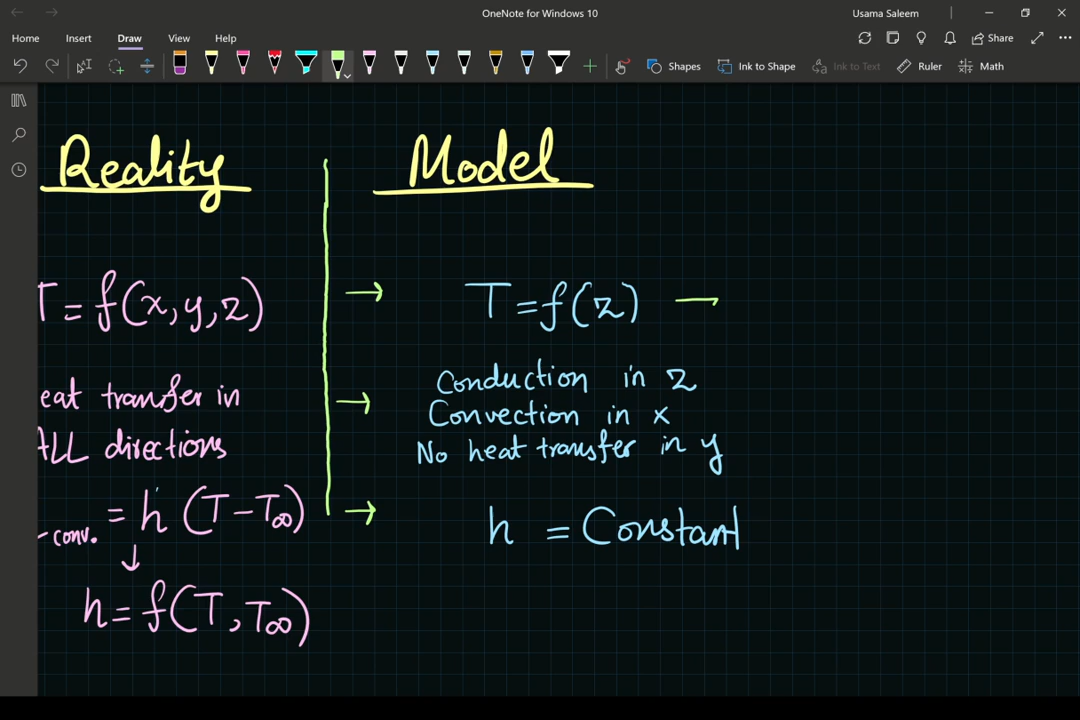 OneNote for Windows 10
Usama Saleem
Home Insert Draw View Help
Share
Shapes Ink to Shape Ink to Text Ruler Math
Reality
Model
T = f(x, y, z)
→ T = f(z) →
eat transfer in
ALL directions
→ Conduction in z
Convection in x
No heat transfer in y
-conv. = h (T - T∞)
→ h = Constant
↓
h = f(T, T∞)